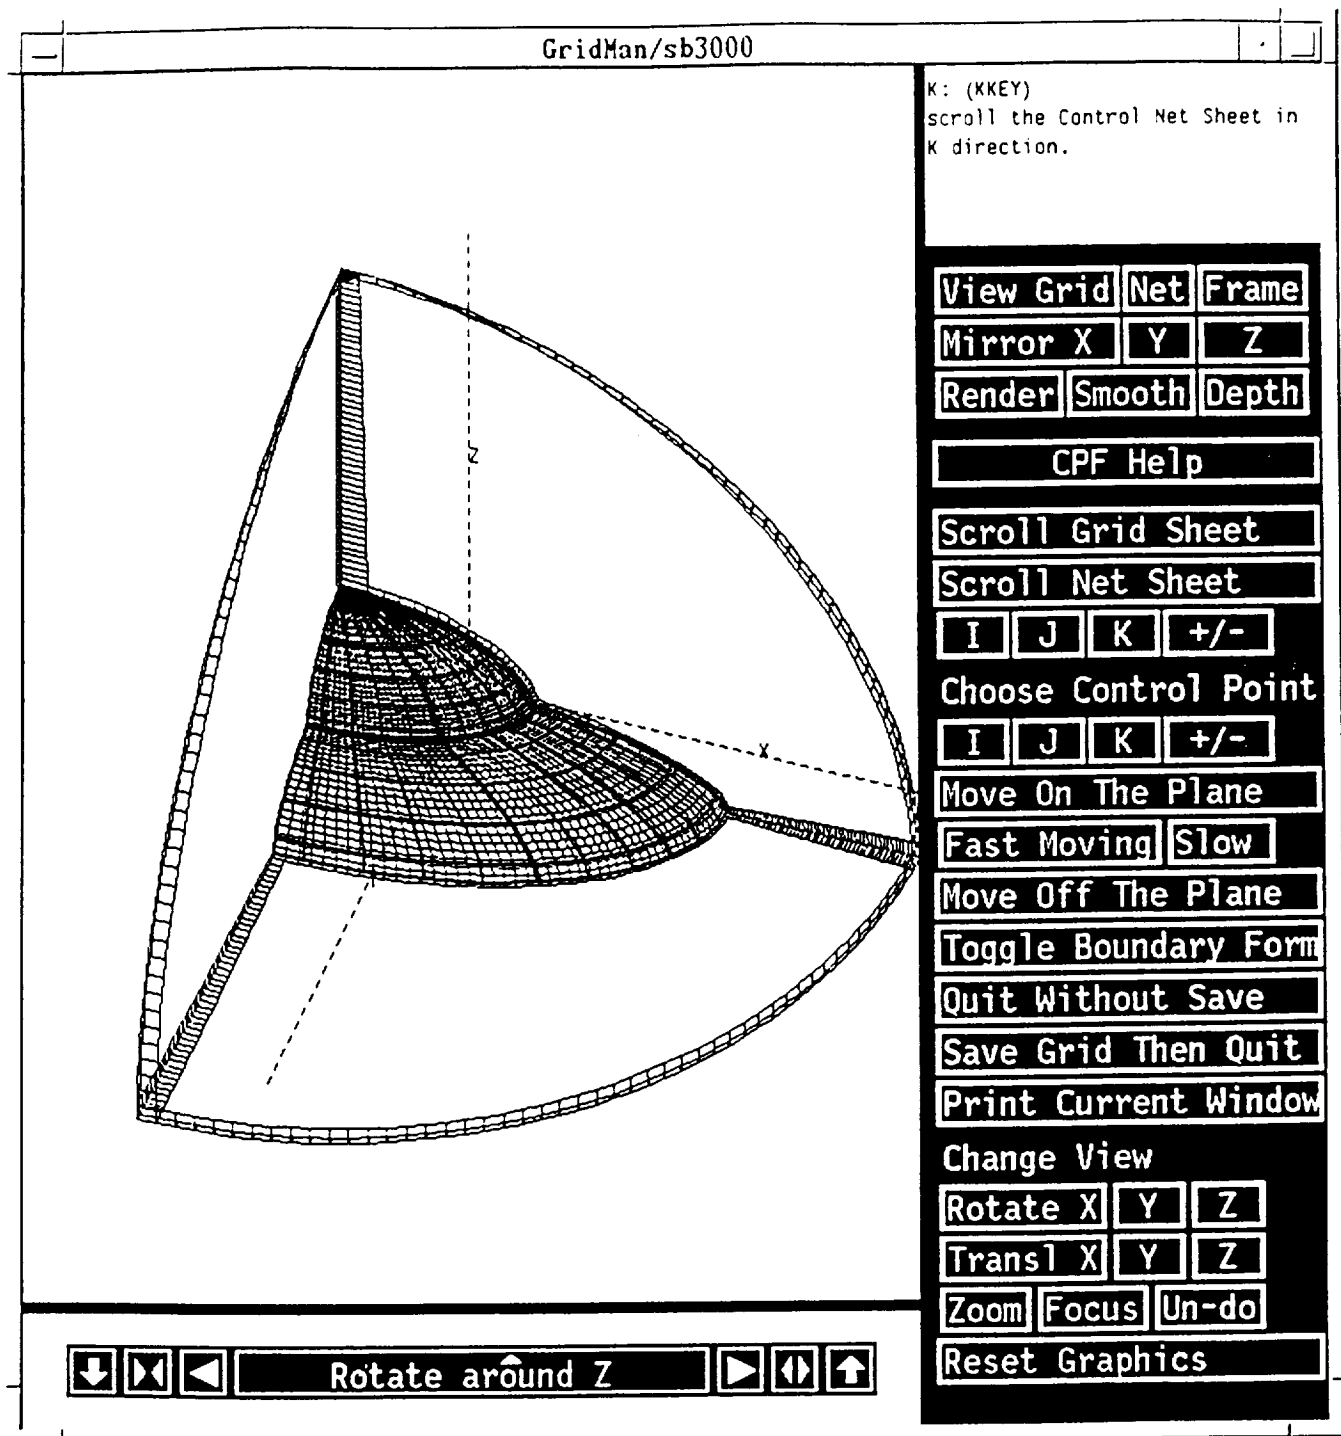 GridMan/sb3000
K: (KKEY)
scroll the Control Net Sheet in
K direction.
View Grid Net Frame
Mirror X Y Z
Render Smooth Depth
CPF Help
Scroll Grid Sheet
Scroll Net Sheet
I J K +/-
Choose Control Point
I J K +/-
Move On The Plane
Fast Moving Slow
Move Off The Plane
Toggle Boundary Form
Quit Without Save
Save Grid Then Quit
Print Current Window
Change View
Rotate X Y Z
Transl X Y Z
Zoom Focus Un-do
Reset Graphics
Z
X
Rotate around Z